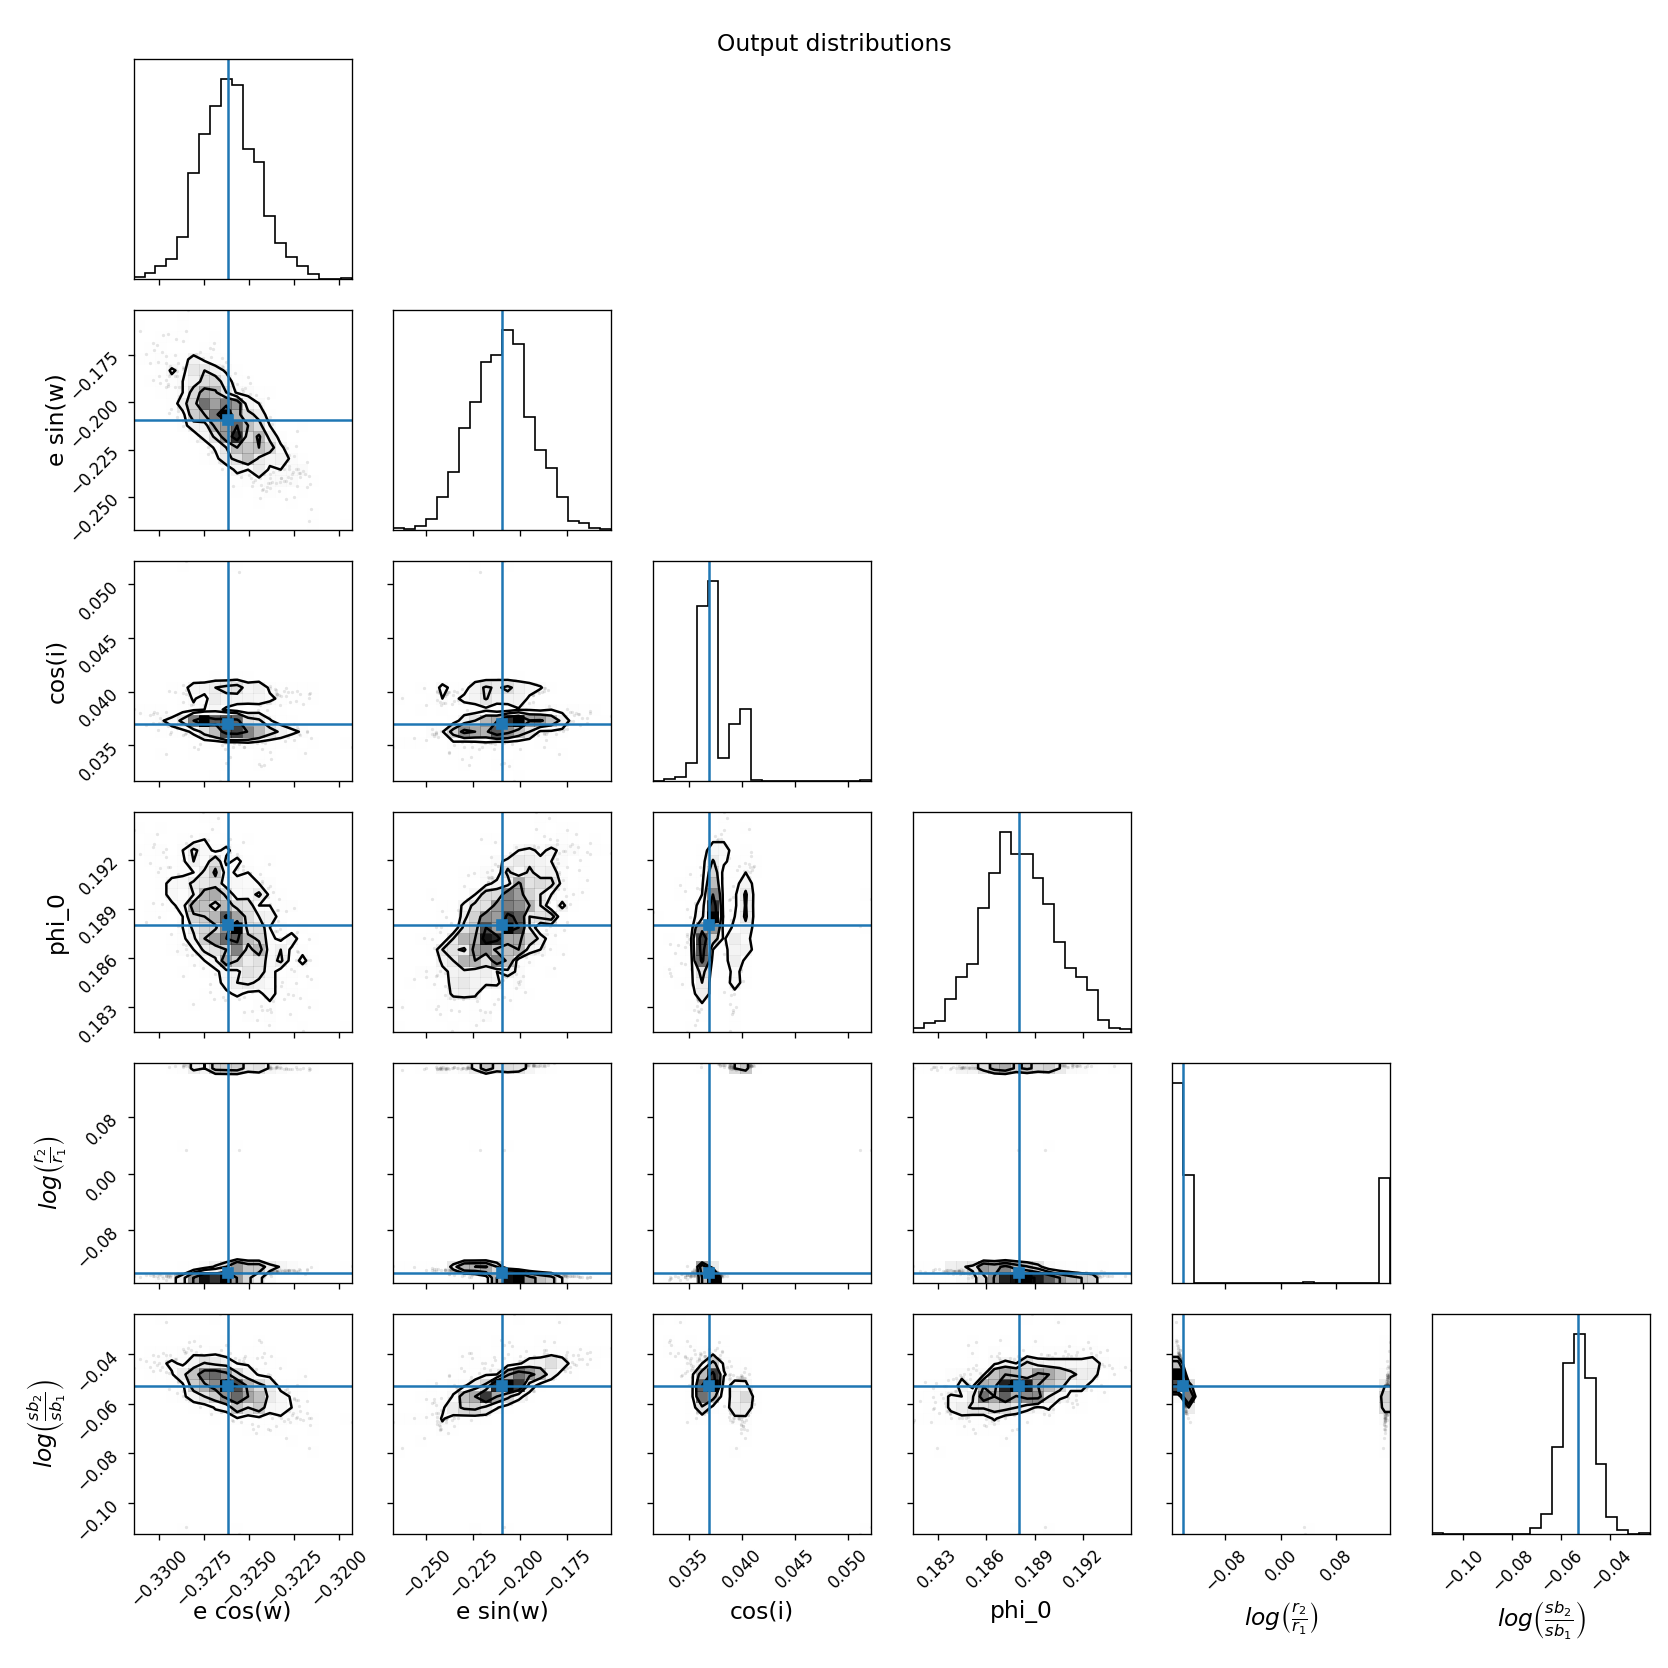 Output distributions
e sin(w)
−0.175
−0.200
−0.225
−0.250
cos(i)
0.050
0.045
0.040
0.035
phi_0
0.192
0.189
0.186
0.183
log(r₂/r₁)
0.08
0.00
−0.08
log(sb₂/sb₁)
−0.04
−0.06
−0.08
−0.10
−0.3300 −0.3275 −0.3250 −0.3225 −0.3200
−0.250 −0.225 −0.200 −0.175
0.035 0.040 0.045 0.050
0.183 0.186 0.189 0.192
−0.08 0.00 0.08
−0.10 −0.08 −0.06 −0.04
e cos(w)
e sin(w)
cos(i)
phi_0
log(r₂/r₁)
log(sb₂/sb₁)